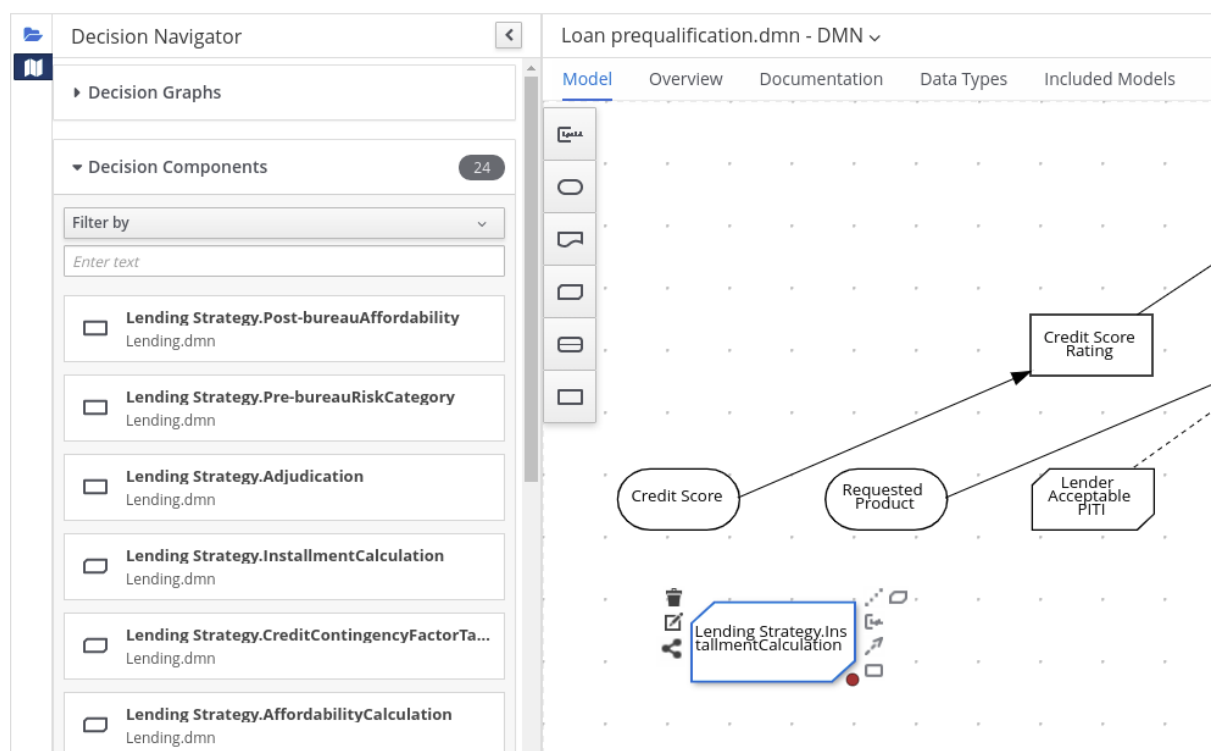 Decision Navigator
Decision Graphs
Decision Components
24
Filter by
Enter text
Lending Strategy.Post-bureauAffordability
Lending.dmn
Lending Strategy.Pre-bureauRiskCategory
Lending.dmn
Lending Strategy.Adjudication
Lending.dmn
Lending Strategy.InstallmentCalculation
Lending.dmn
Lending Strategy.CreditContingencyFactorTa...
Lending.dmn
Lending Strategy.AffordabilityCalculation
Lending.dmn
Loan prequalification.dmn - DMN
Model Overview Documentation Data Types Included Models
Credit Score
Rating
Credit Score
Requested
Product
Lender
Acceptable
PITI
Lending Strategy.Ins
tallmentCalculation